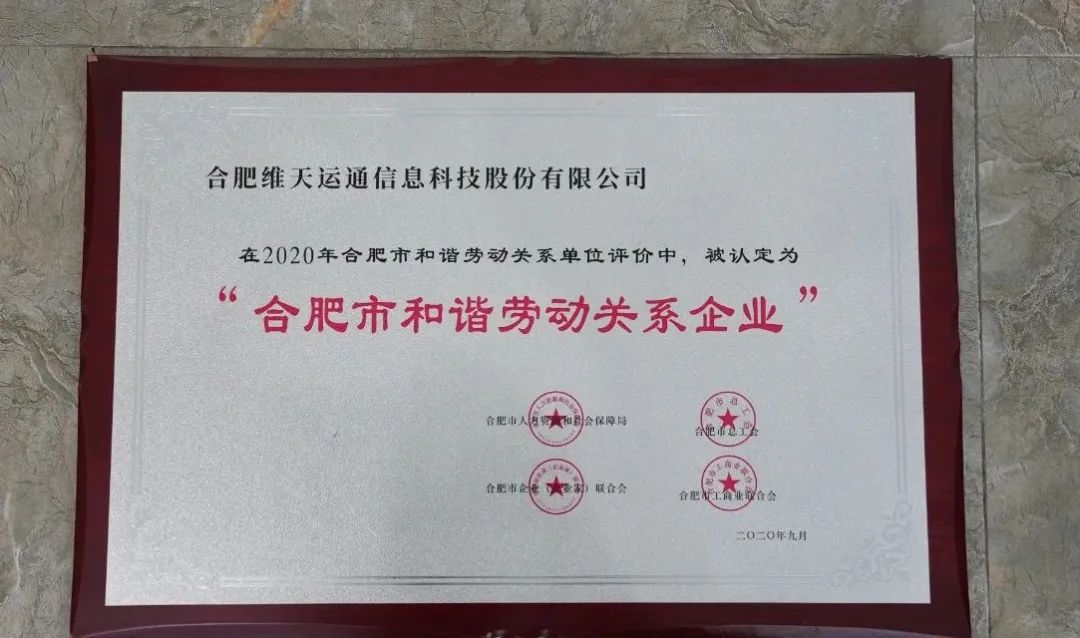 合肥维天运通信息科技股份有限公司
在2020年合肥市和谐劳动关系单位评价中，被认定为
“合肥市和谐劳动关系企业”
合肥市人力资源和社会保障局
合肥市总工会
合肥市企业（企业家）联合会
合肥市工商业联合会
二〇二〇年九月